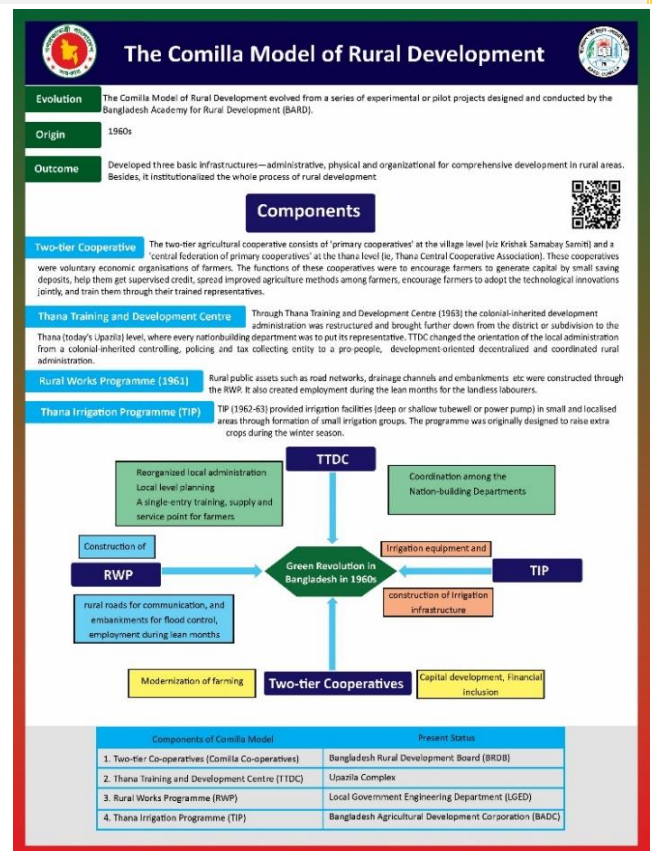 The Comilla Model of Rural Development
Evolution
The Comilla Model of Rural Development evolved from a series of experimental or pilot projects designed and conducted by the
Bangladesh Academy for Rural Development (BARD).
Origin
1960s
Outcome
Developed three basic infrastructures—administrative, physical and organizational for comprehensive development in rural areas.
Besides, it institutionalized the whole process of rural development
Components
Two-tier Cooperative
The two-tier agricultural cooperative consists of 'primary cooperatives' at the village level (viz Krishak Samabay Samiti) and a
'central federation of primary cooperatives' at the thana level (ie, Thana Central Cooperative Association). These cooperatives
were voluntary economic organisations of farmers. The functions of these cooperatives were to encourage farmers to generate capital by small saving
deposits, help them get supervised credit, spread improved agriculture methods among farmers, encourage farmers to adopt the technological innovations
jointly, and train them through their trained representatives.
Thana Training and Development Centre
Through Thana Training and Development Centre (1963) the colonial-inherited development
administration was restructured and brought further down from the district or subdivision to the
Thana (today's Upazila) level, where every nationbuilding department was to put its representative. TTDC changed the orientation of the local administration
from a colonial-inherited controlling, policing and tax collecting entity to a pro-people, development-oriented decentralized and coordinated rural
administration.
Rural Works Programme (1961)
Rural public assets such as road networks, drainage channels and embankments etc were constructed through
the RWP. It also created employment during the lean months for the landless labourers.
Thana Irrigation Programme (TIP)
TIP (1962-63) provided irrigation facilities (deep or shallow tubewell or power pump) in small and localised
areas through formation of small irrigation groups. The programme was originally designed to raise extra
crops during the winter season.
TTDC
Reorganized local administration
Local level planning
A single-entry training, supply and
service point for farmers
Coordination among the
Nation-building Departments
Construction of
RWP
rural roads for communication, and
embankments for flood control,
employment during lean months
Green Revolution in
Bangladesh in 1960s
Irrigation equipment and
TIP
construction of Irrigation
infrastructure
Modernization of farming
Two-tier Cooperatives
Capital development, Financial
inclusion
Components of Comilla Model
Present Status
1. Two-tier Co-operatives (Comilla Co-operatives)
Bangladesh Rural Development Board (BRDB)
2. Thana Training and Development Centre (TTDC)
Upazila Complex
3. Rural Works Programme (RWP)
Local Government Engineering Department (LGED)
4. Thana Irrigation Programme (TIP)
Bangladesh Agricultural Development Corporation (BADC)